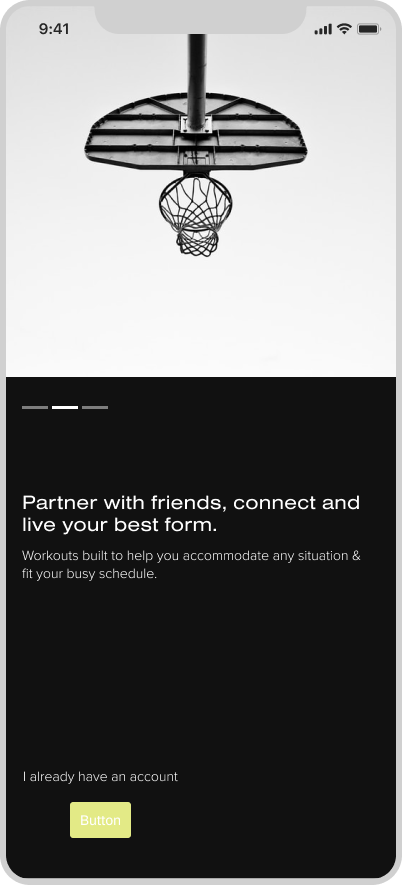 9:41
Partner with friends, connect and
live your best form.
Workouts built to help you accommodate any situation &
fit your busy schedule.
I already have an account
Button